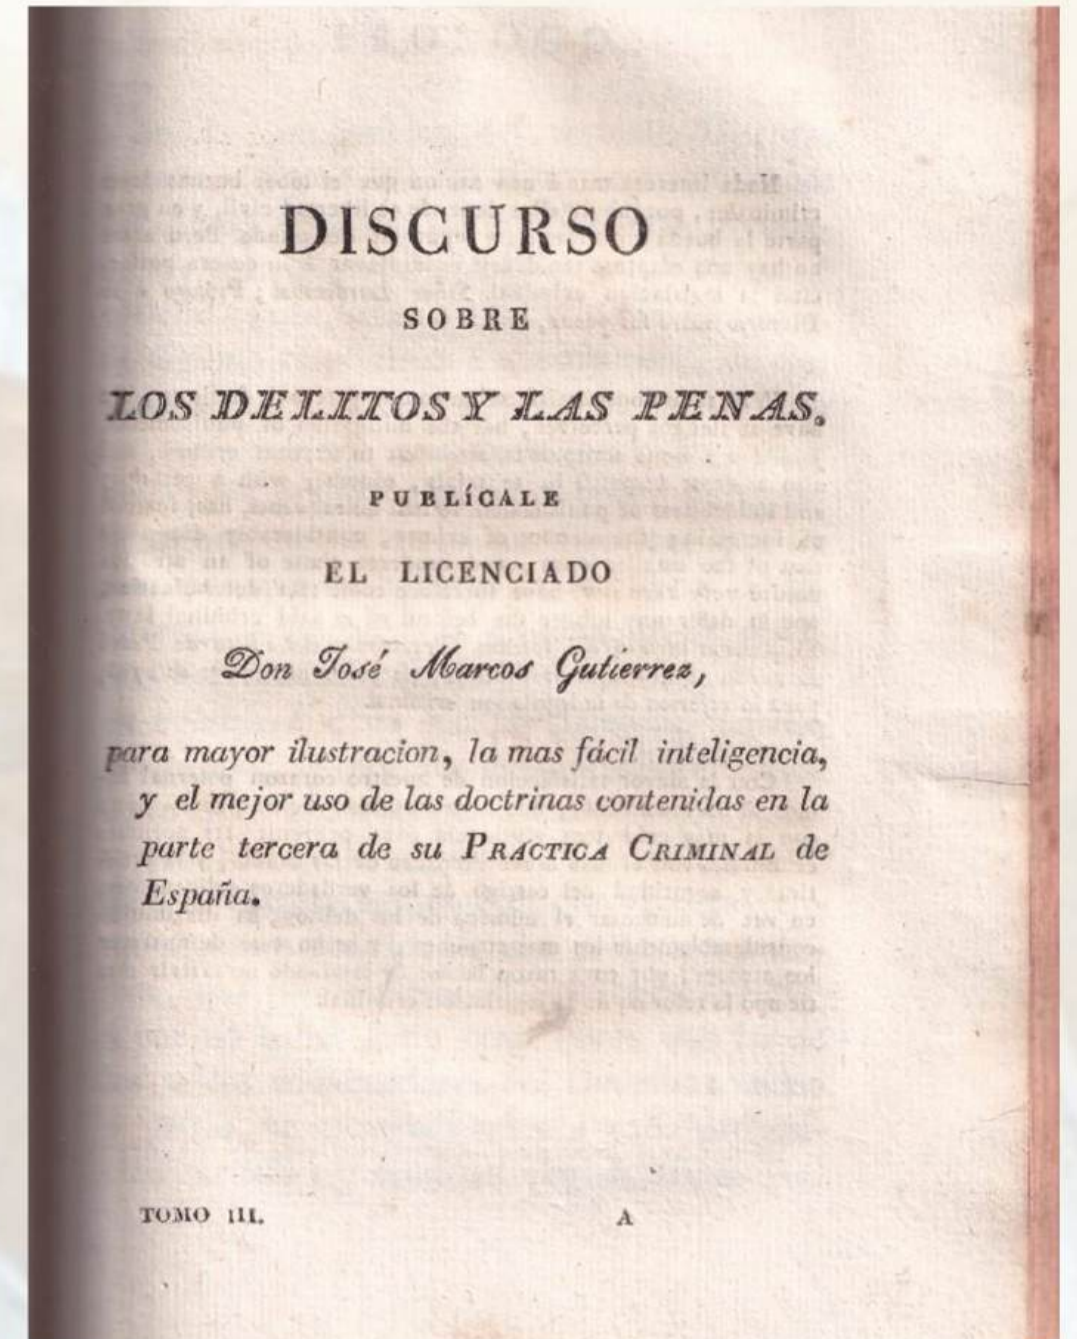 DISCURSO
SOBRE
LOS DELITOS Y LAS PENAS.
PUBLÍCALE
EL LICENCIADO
Don José Marcos Gutierrez,
para mayor ilustracion, la mas fácil inteligencia,
y el mejor uso de las doctrinas contenidas en la
parte tercera de su PRÁCTICA CRIMINAL de
España.
TOMO III. A